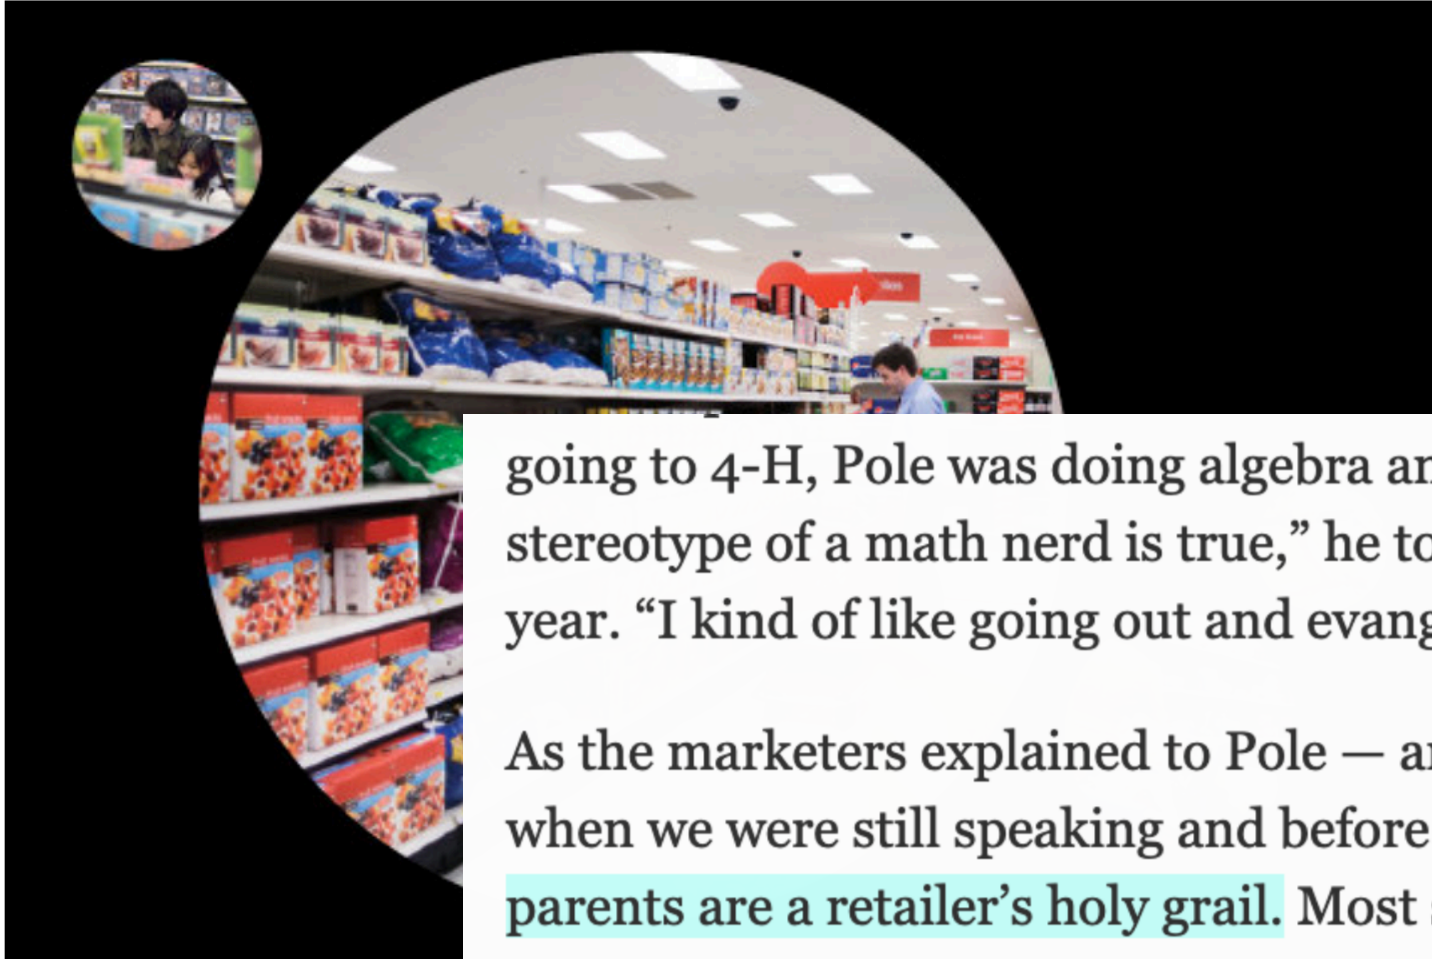 going to 4-H, Pole was doing algebra an
stereotype of a math nerd is true,” he to
year. “I kind of like going out and evang
As the marketers explained to Pole — an
when we were still speaking and before
parents are a retailer’s holy grail. Most s